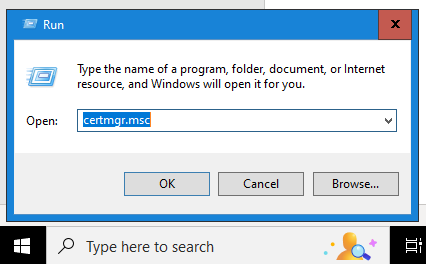 Run
Type the name of a program, folder, document, or Internet
resource, and Windows will open it for you.
Open: certmgr.msc
OK Cancel Browse...
Type here to search